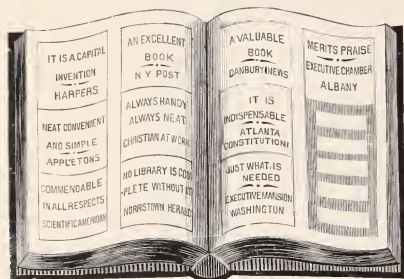 IT IS A CAPITAL
INVENTION
HARPERS
NEAT CONVENIENT
AND SIMPLE
APPLETONS
COMMENDABLE
IN ALL RESPECTS
SCIENTIFIC AMERICAN
AN EXCELLENT
BOOK
N Y POST
ALWAYS HANDY
ALWAYS NEAT
CHRISTIAN AT WORK
NO LIBRARY IS COM
-PLETE WITHOUT IT
NORRISTOWN HERALD
A VALUABLE
BOOK
DANBURY NEWS
IT IS
INDISPENSABLE
ATLANTA
CONSTITUTION
JUST WHAT IS
NEEDED
EXECUTIVE MANSION
WASHINGTON
MERITS PRAISE
EXECUTIVE CHAMBER
ALBANY